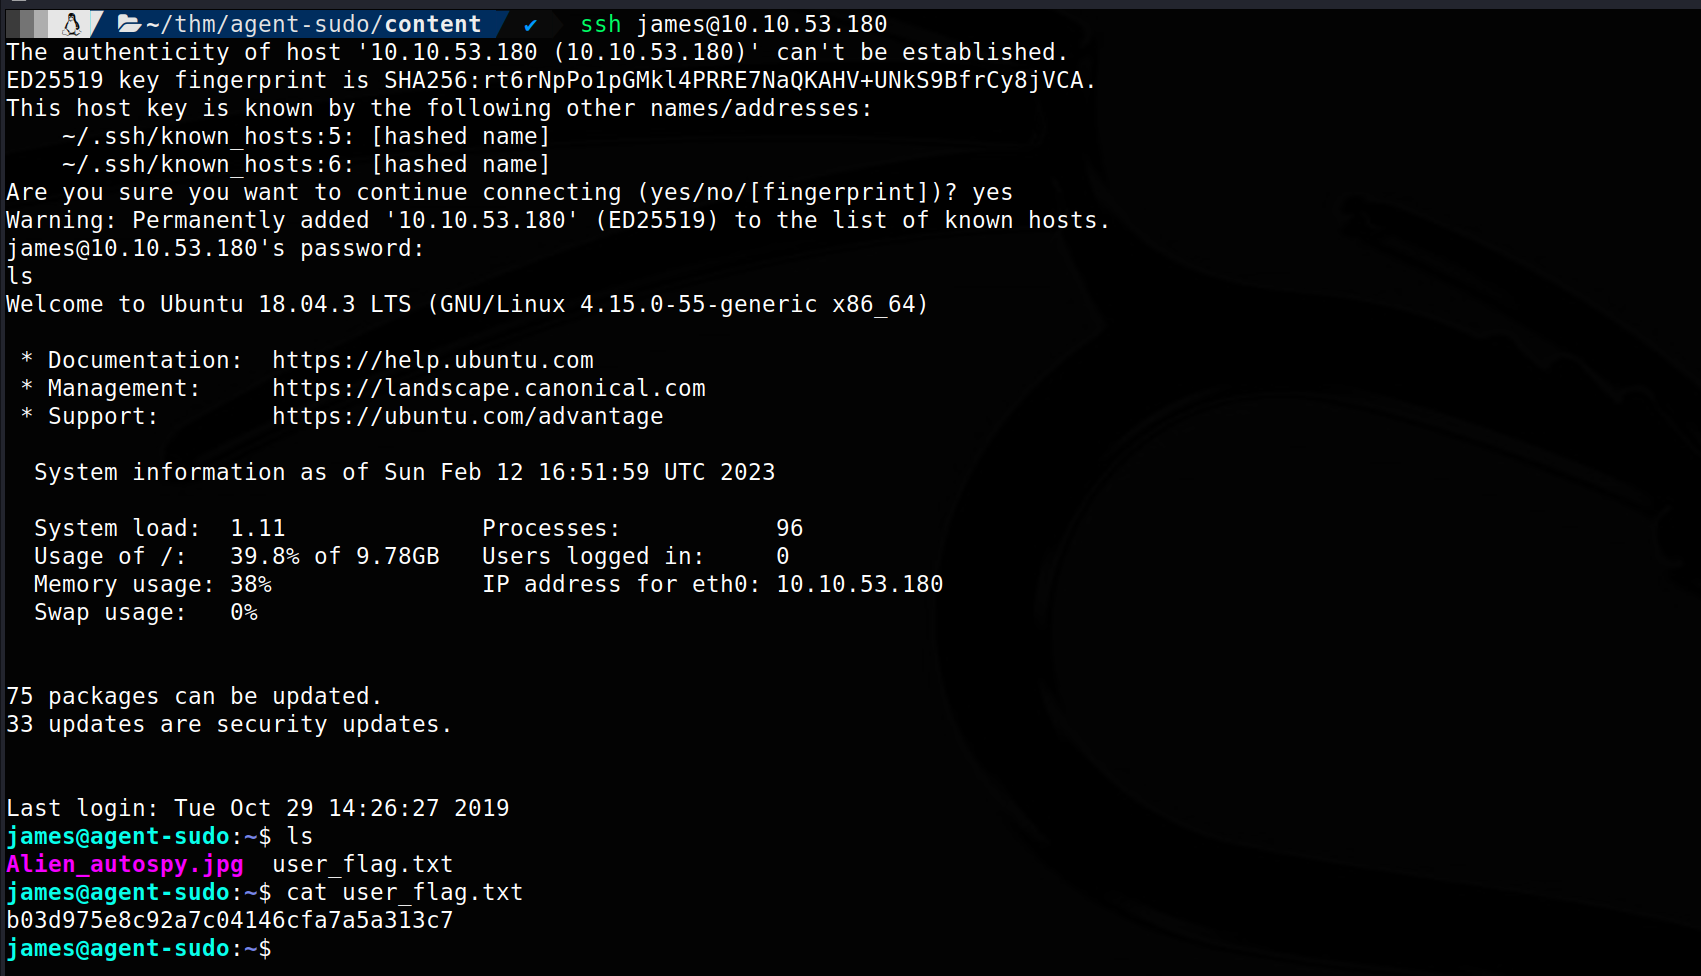 ~/thm/agent-sudo/content ✔ ssh james@10.10.53.180
The authenticity of host '10.10.53.180 (10.10.53.180)' can't be established.
ED25519 key fingerprint is SHA256:rt6rNpPo1pGMkl4PRRE7NaQKAHV+UNkS9BfrCy8jVCA.
This host key is known by the following other names/addresses:
    ~/.ssh/known_hosts:5: [hashed name]
    ~/.ssh/known_hosts:6: [hashed name]
Are you sure you want to continue connecting (yes/no/[fingerprint])? yes
Warning: Permanently added '10.10.53.180' (ED25519) to the list of known hosts.
james@10.10.53.180's password:
ls
Welcome to Ubuntu 18.04.3 LTS (GNU/Linux 4.15.0-55-generic x86_64)
 * Documentation:  https://help.ubuntu.com
 * Management:     https://landscape.canonical.com
 * Support:        https://ubuntu.com/advantage
  System information as of Sun Feb 12 16:51:59 UTC 2023
  System load:  1.11              Processes:           96
  Usage of /:   39.8% of 9.78GB   Users logged in:     0
  Memory usage: 38%               IP address for eth0: 10.10.53.180
  Swap usage:   0%
75 packages can be updated.
33 updates are security updates.
Last login: Tue Oct 29 14:26:27 2019
james@agent-sudo:~$ ls
Alien_autospy.jpg  user_flag.txt
james@agent-sudo:~$ cat user_flag.txt
b03d975e8c92a7c04146cfa7a5a313c7
james@agent-sudo:~$